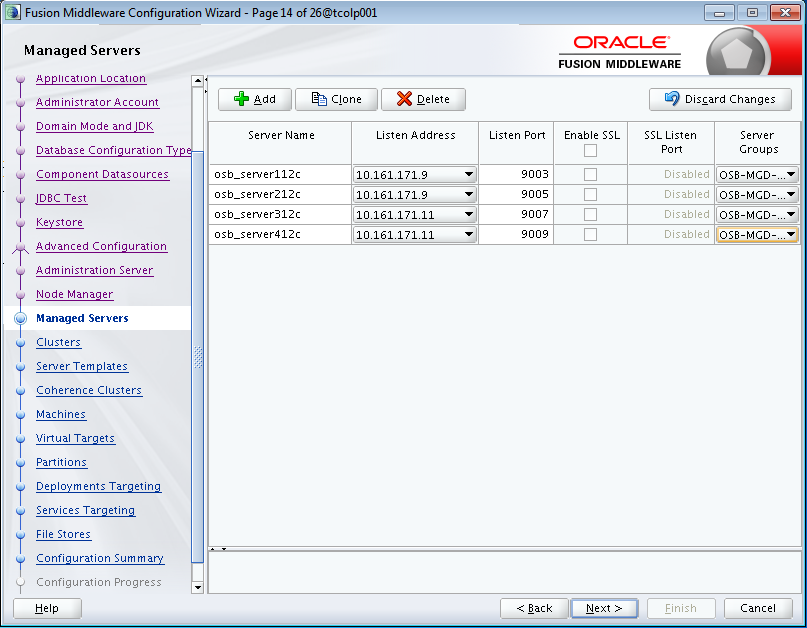 Fusion Middleware Configuration Wizard - Page 14 of 26@tcolp001
Managed Servers
ORACLE
FUSION MIDDLEWARE
Application Location
Administrator Account
Domain Mode and JDK
Database Configuration Type
Component Datasources
JDBC Test
Keystore
Advanced Configuration
Administration Server
Node Manager
Managed Servers
Clusters
Server Templates
Coherence Clusters
Machines
Virtual Targets
Partitions
Deployments Targeting
Services Targeting
File Stores
Configuration Summary
Configuration Progress
Add Clone Delete Discard Changes
Server Name Listen Address Listen Port Enable SSL SSL Listen Port Server Groups
osb_server112c 10.161.171.9 9003 Disabled OSB-MGD-...
osb_server212c 10.161.171.9 9005 Disabled OSB-MGD-...
osb_server312c 10.161.171.11 9007 Disabled OSB-MGD-...
osb_server412c 10.161.171.11 9009 Disabled OSB-MGD-...
Help < Back Next > Finish Cancel